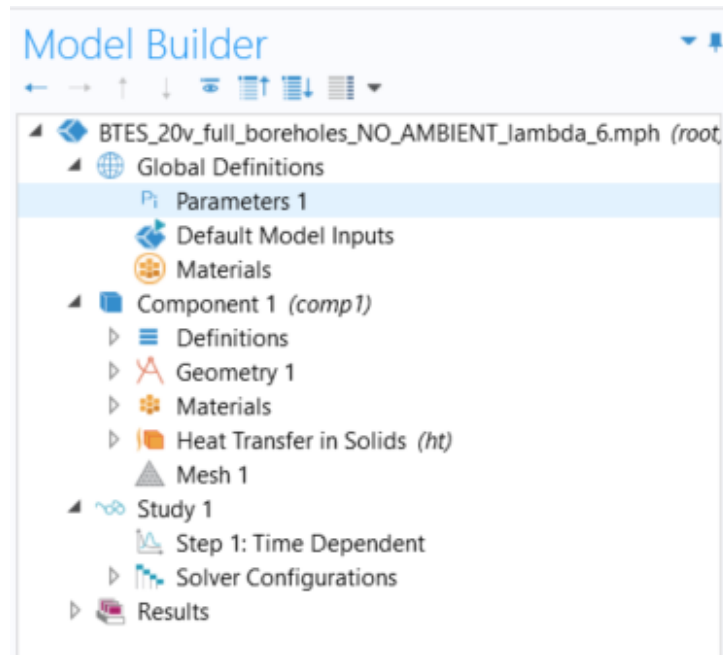 Model Builder
BTES_20v_full_boreholes_NO_AMBIENT_lambda_6.mph (root)
Global Definitions
Pi Parameters 1
Default Model Inputs
Materials
Component 1 (comp1)
Definitions
Geometry 1
Materials
Heat Transfer in Solids (ht)
Mesh 1
Study 1
Step 1: Time Dependent
Solver Configurations
Results